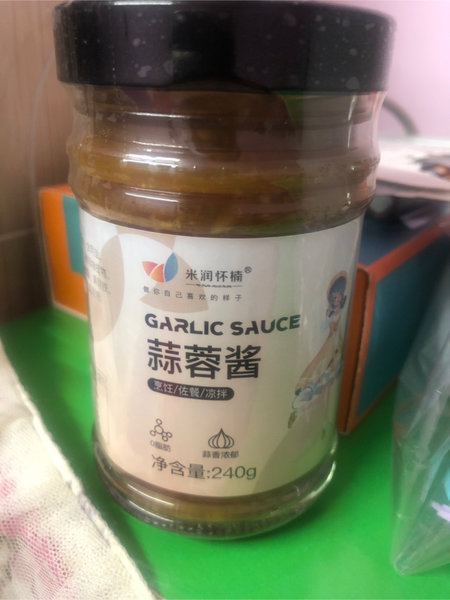 米润怀楠®
做你自己喜欢的样子
GARLIC SAUCE
蒜蓉酱
烹饪/佐餐/凉拌
0脂肪
蒜香浓郁
净含量:240g